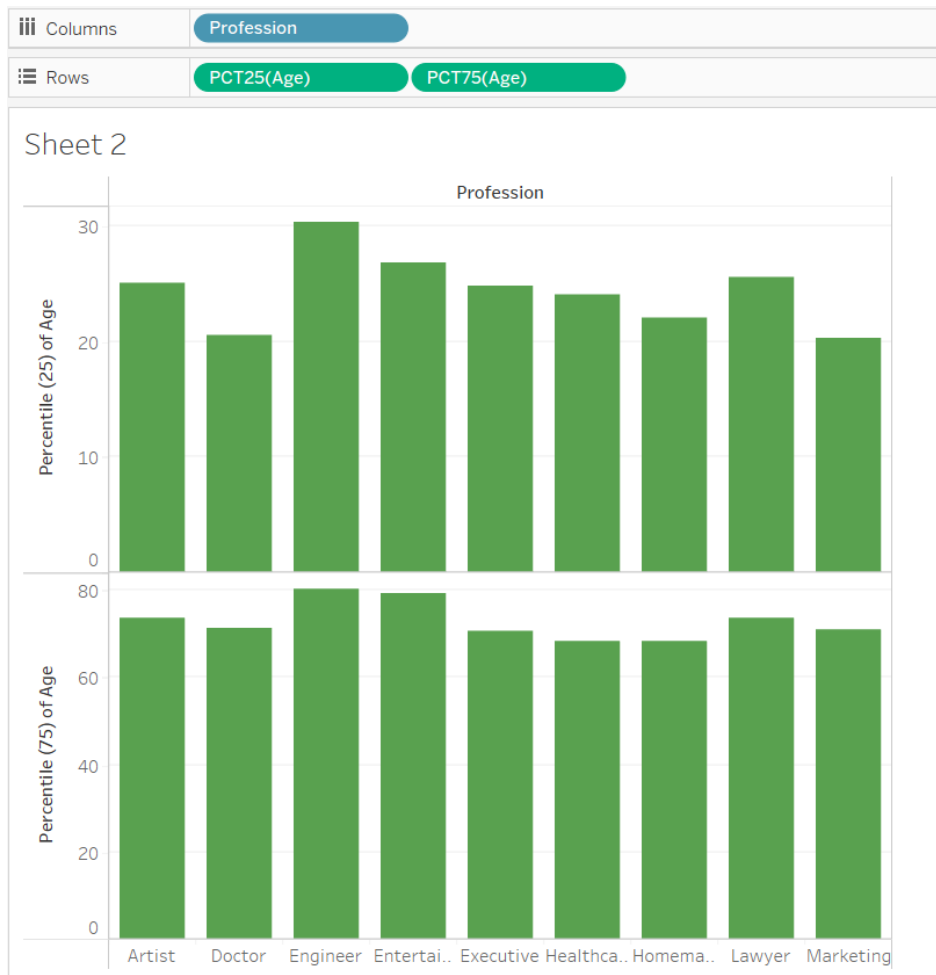 Columns Profession
Rows PCT25(Age) PCT75(Age)
Sheet 2
Profession
Percentile (25) of Age
30
20
10
0
Percentile (75) of Age
80
60
40
20
0
Artist Doctor Engineer Entertai.. Executive Healthca.. Homema.. Lawyer Marketing